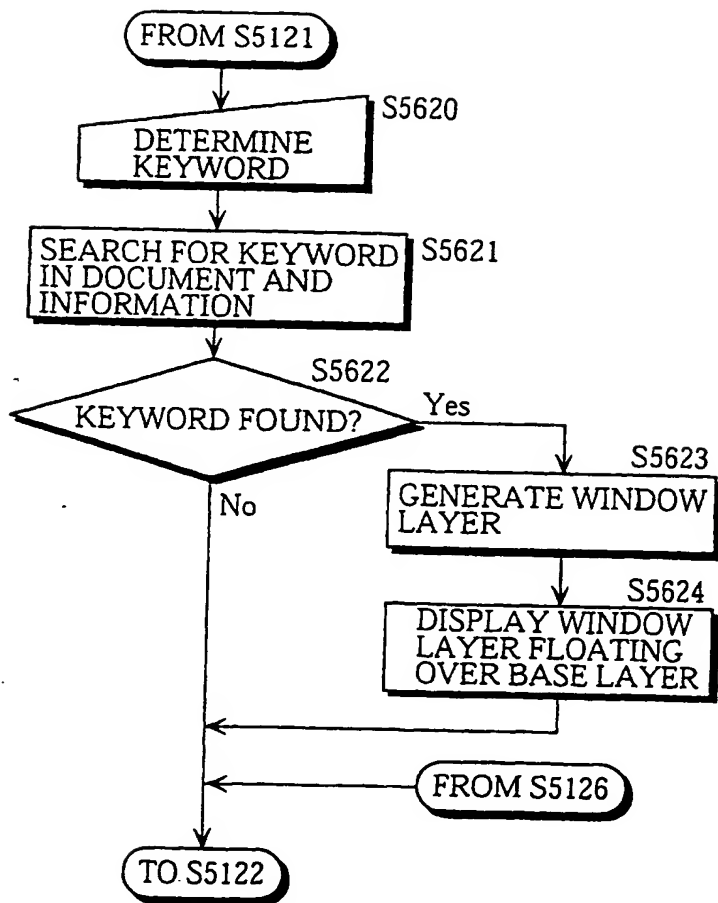 FROM S5121
S5620
DETERMINE
KEYWORD
SEARCH FOR KEYWORD
IN DOCUMENT AND
INFORMATION
S5621
S5622
KEYWORD FOUND?
Yes
No
S5623
GENERATE WINDOW
LAYER
S5624
DISPLAY WINDOW
LAYER FLOATING
OVER BASE LAYER
FROM S5126
TO S5122